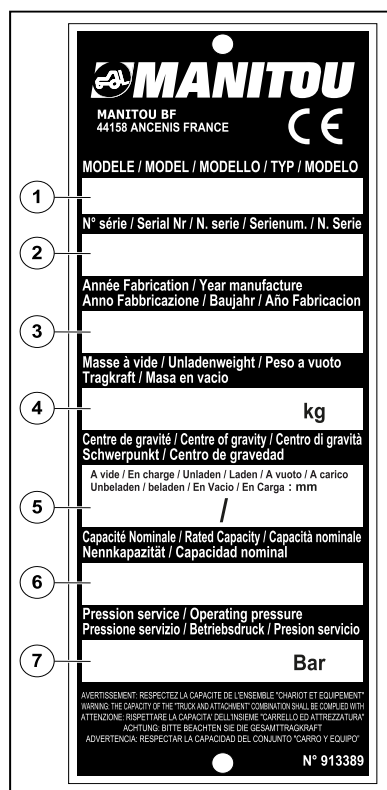 MANITOU
MANITOU BF
44158 ANCENIS FRANCE
CE
MODELE / MODEL / MODELLO / TYP / MODELO
1
N° série / Serial Nr / N. serie / Serienum. / N. Serie
2
Année Fabrication / Year manufacture
Anno Fabbricazione / Baujahr / Año Fabricacion
3
Masse à vide / Unladenweight / Peso a vuoto
Tragkraft / Masa en vacio
4
kg
Centre de gravité / Centre of gravity / Centro di gravità
Schwerpunkt / Centro de gravedad
A vide / En charge / Unladen / Laden / A vuoto / A carico
Unbeladen / beladen / En Vacio / En Carga : mm
5
/
Capacité Nominale / Rated Capacity / Capacità nominale
Nennkapazität / Capacidad nominal
6
Pression service / Operating pressure
Pressione servizio / Betriebsdruck / Presion servicio
7
Bar
AVERTISSEMENT: RESPECTEZ LA CAPACITE DE L'ENSEMBLE "CHARIOT ET EQUIPEMENT"
WARNING: THE CAPACITY OF THE "TRUCK AND ATTACHMENT" COMBINATION SHALL BE COMPLIED WITH
ATTENZIONE: RISPETTARE LA CAPACITA' DELL'INSIEME "CARRELLO ED ATTREZZATURA"
ACHTUNG: BITTE BEACHTEN SIE DIE GESAMTTRAGKRAFT
ADVERTENCIA: RESPECTAR LA CAPACIDAD DEL CONJUNTO "CARRO Y EQUIPO"
N° 913389